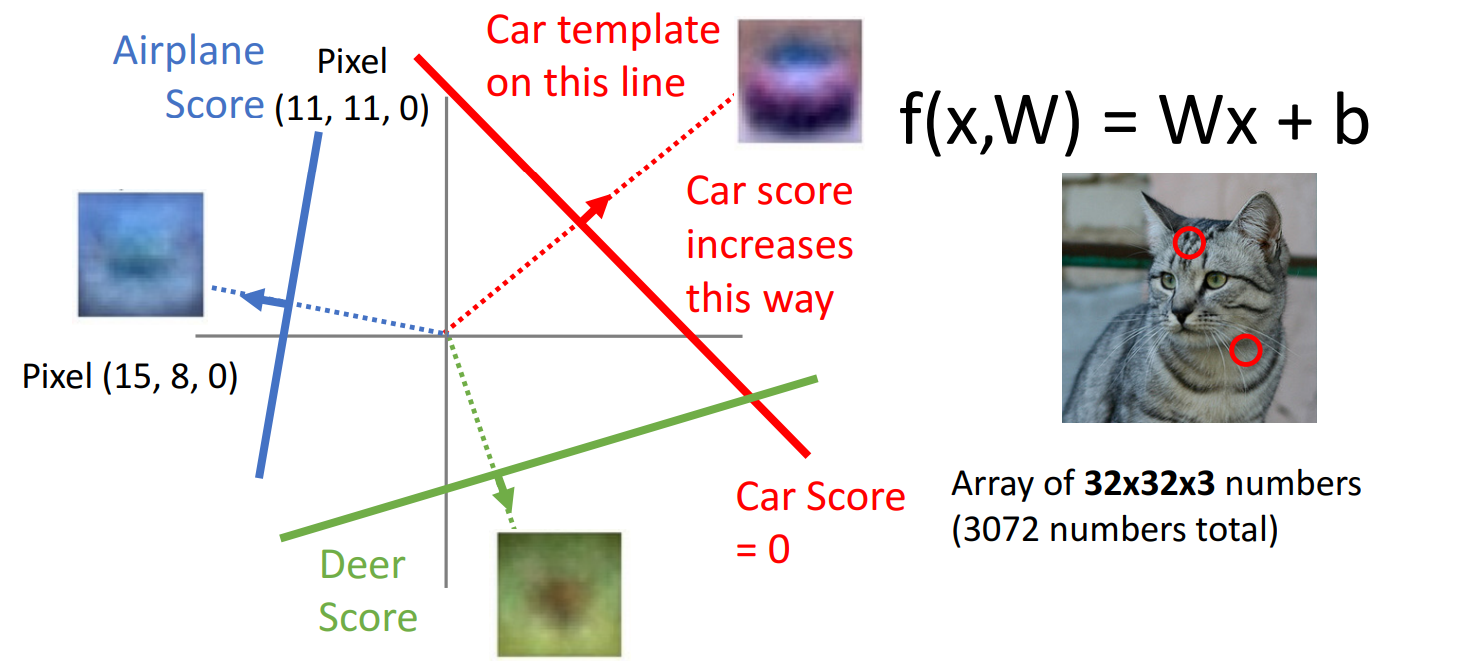 Airplane
Score
Pixel
(11, 11, 0)
Car template
on this line
f(x,W) = Wx + b
Car score
increases
this way
Pixel (15, 8, 0)
Car Score
= 0
Deer
Score
Array of 32x32x3 numbers
(3072 numbers total)